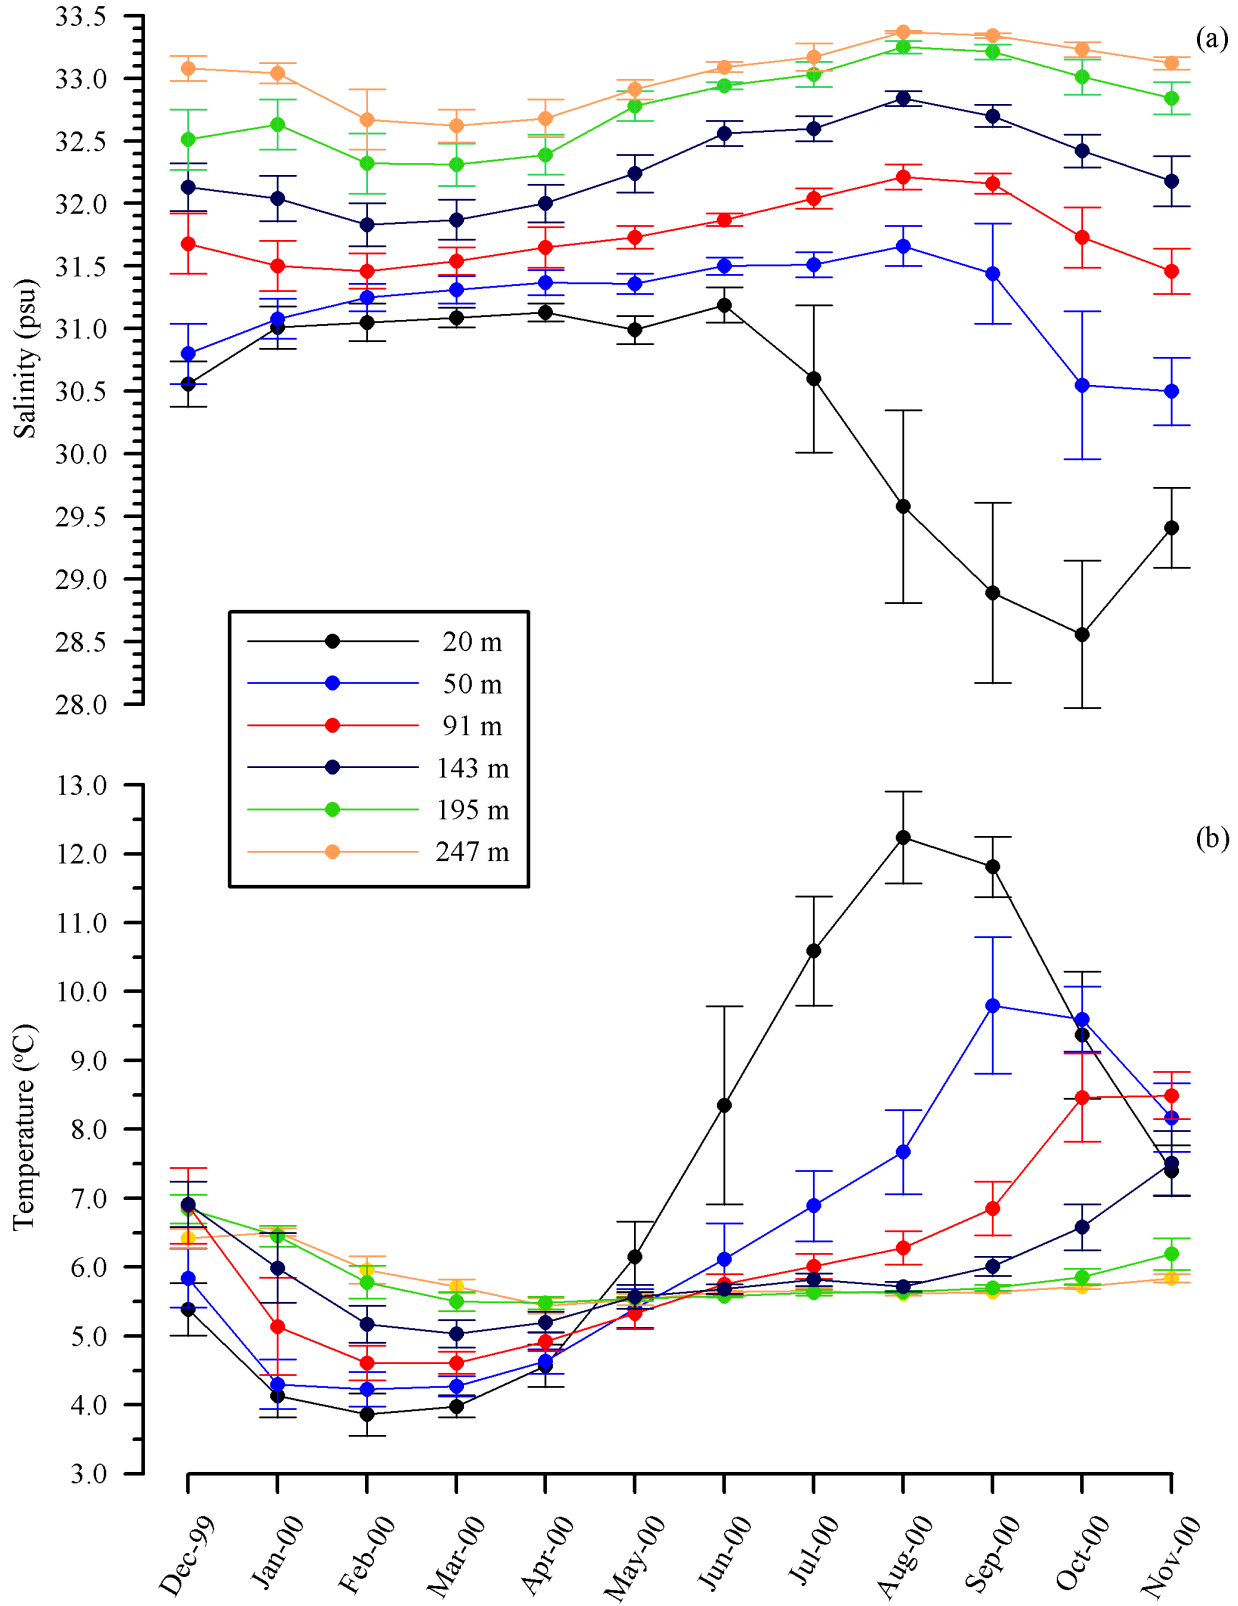 33.5
33.0
32.5
32.0
31.5
31.0
30.5
30.0
29.5
29.0
28.5
28.0
Salinity (psu)
(a)
20 m
50 m
91 m
143 m
195 m
247 m
13.0
12.0
11.0
10.0
9.0
8.0
7.0
6.0
5.0
4.0
3.0
Temperature (°C)
(b)
Dec-99
Jan-00
Feb-00
Mar-00
Apr-00
May-00
Jun-00
Jul-00
Aug-00
Sep-00
Oct-00
Nov-00